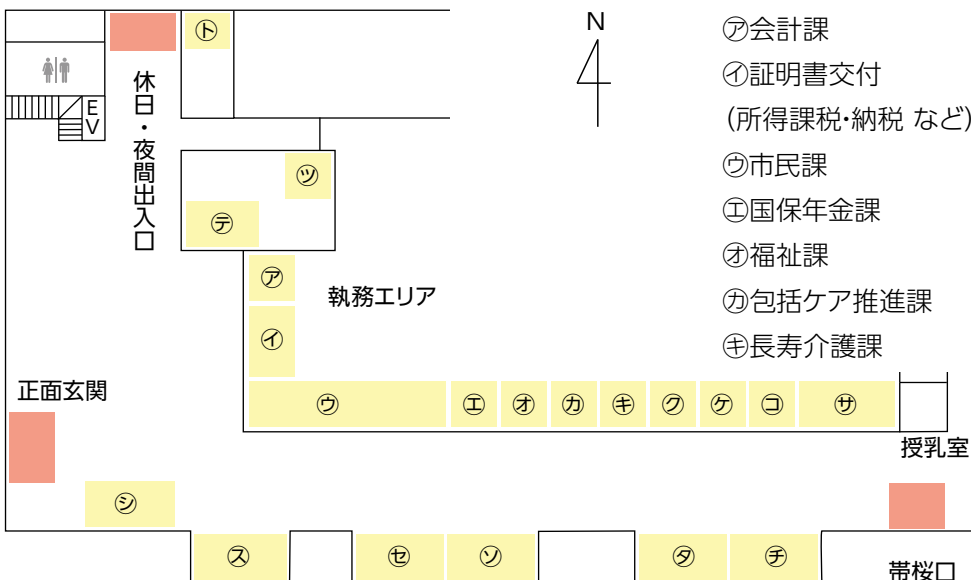 ㋣
N
EV
休日・夜間出入口
㋡
㋢
㋐
執務エリア
㋑
正面玄関
㋒
㋓
㋔
㋕
㋖
㋗
㋘
㋙
㋚
授乳室
㋛
㋜
㋝
㋞
㋟
㋠
帯桜口
㋐会計課
㋑証明書交付
(所得課税・納税 など)
㋒市民課
㋓国保年金課
㋔福祉課
㋕包括ケア推進課
㋖長寿介護課